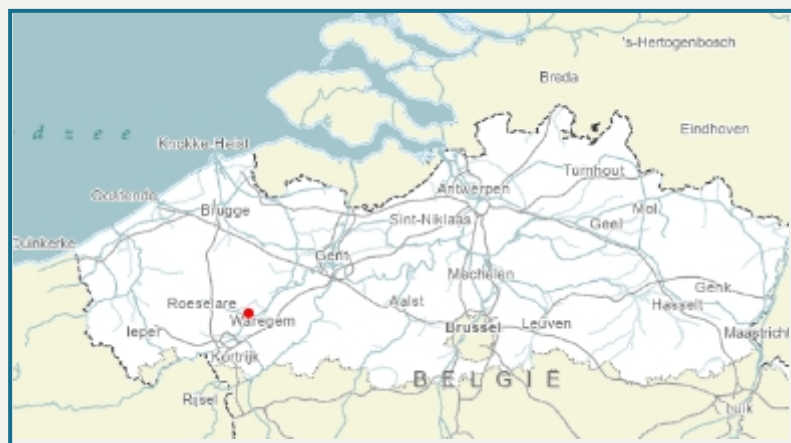 's-Hertogenbosch
Breda
Eindhoven
dzee
Knokke-Heist
Turnhout
Antwerpen
Oostende
Mol
Brugge
Sint-Niklaas
Geel
Duinkerke
Gent
Mechelen
Genk
Roeselare
Aalst
Hasselt
Waregem
Ieper
Brussel
Leuven
Maastricht
Kortrijk
BELGIË
Rijsel
Luik